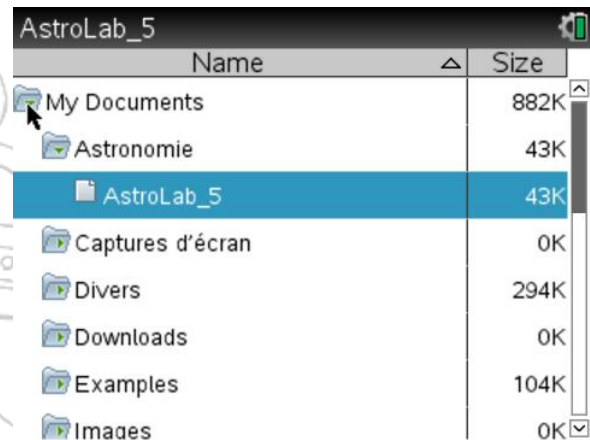 AstroLab_5
Name Size
My Documents 882K
Astronomie 43K
AstroLab_5 43K
Captures d'écran 0K
Divers 294K
Downloads 0K
Examples 104K
Images 0K